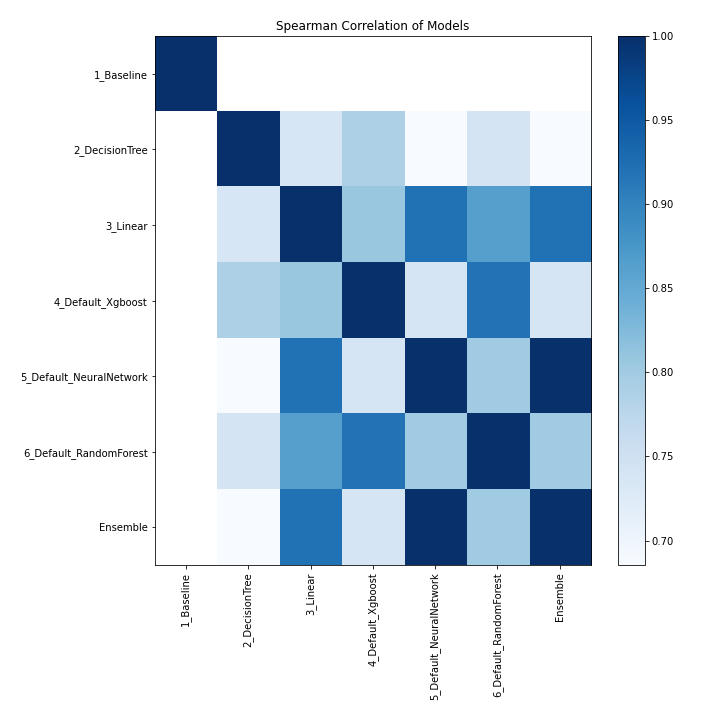 Spearman Correlation of Models
1_Baseline
2_DecisionTree
3_Linear
4_Default_Xgboost
5_Default_NeuralNetwork
6_Default_RandomForest
Ensemble
1_Baseline
2_DecisionTree
3_Linear
4_Default_Xgboost
5_Default_NeuralNetwork
6_Default_RandomForest
Ensemble
1.00
0.95
0.90
0.85
0.80
0.75
0.70